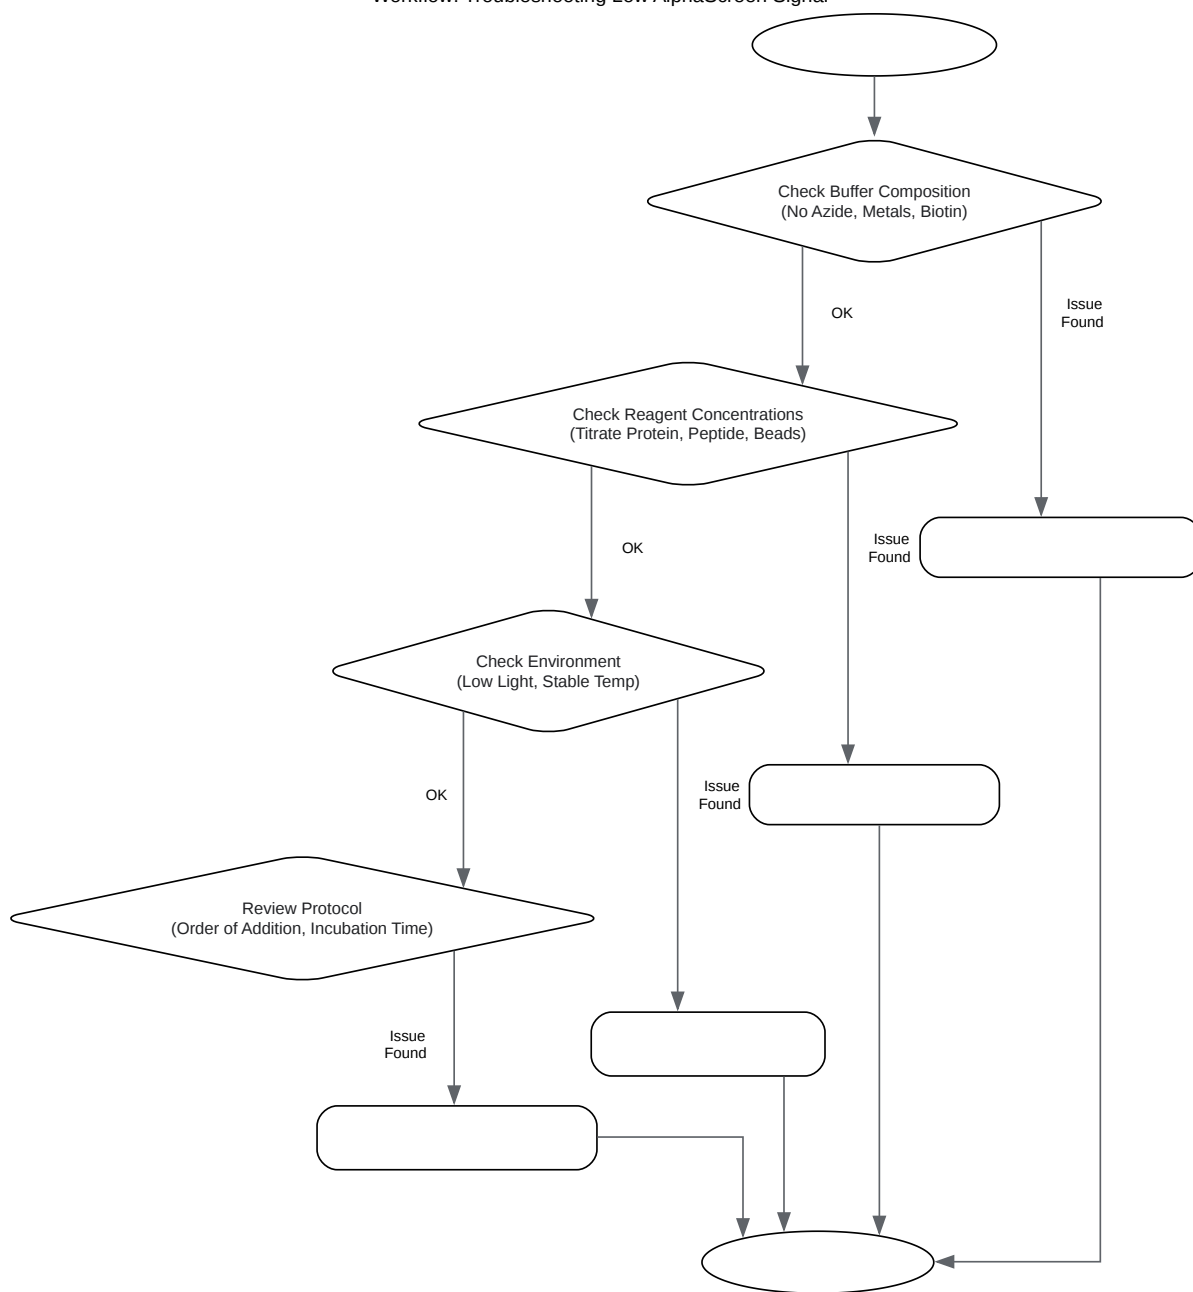 Workflow: Troubleshooting Low AlphaScreen Signal
Check Buffer Composition
(No Azide, Metals, Biotin)
OK
Issue
Found
Check Reagent Concentrations
(Titrate Protein, Peptide, Beads)
OK
Issue
Found
Check Environment
(Low Light, Stable Temp)
OK
Issue
Found
Review Protocol
(Order of Addition, Incubation Time)
Issue
Found